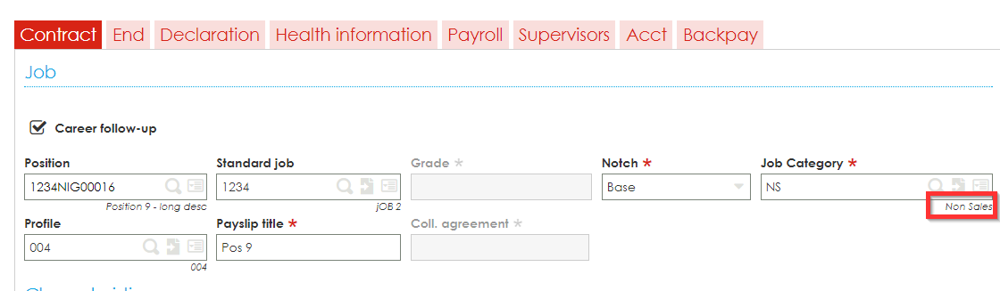 Contract End Declaration Health information Payroll Supervisors Acct Backpay
Job
Career follow-up
Position Standard job Grade * Notch * Job Category *
1234NIG00016 1234 Base NS
Position 9 - long desc jOB 2 Non Sales
Profile Payslip title * Coll. agreement *
004 Pos 9
004